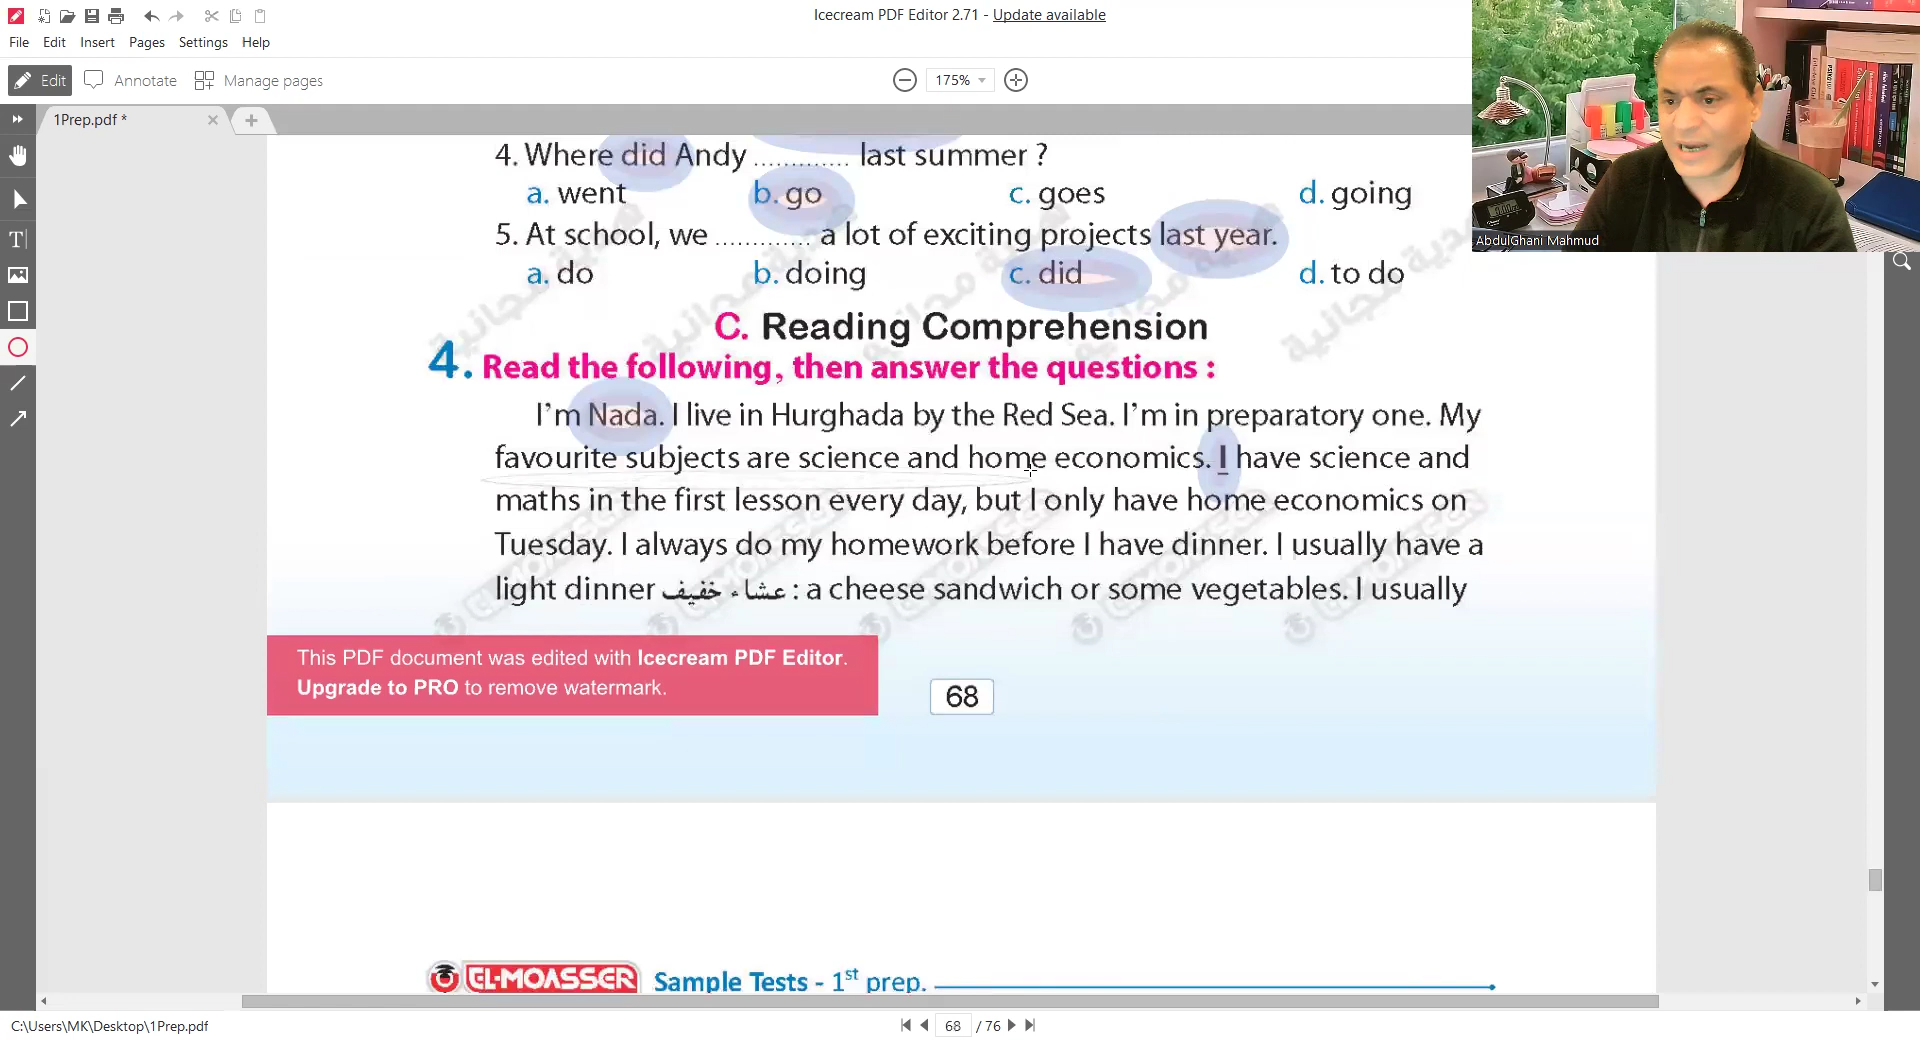 Icecream PDF Editor 2.71 - Update available
File Edit Insert Pages Settings Help
Edit Annotate Manage pages
175%
1Prep.pdf *
AbdulGhani Mahmud
4. Where did Andy ............. last summer ?
a. went b. go c. goes d. going
5. At school, we ............. a lot of exciting projects last year.
a. do b. doing c. did d. to do
C. Reading Comprehension
4. Read the following, then answer the questions :
I'm Nada. I live in Hurghada by the Red Sea. I'm in preparatory one. My
favourite subjects are science and home economics. I have science and
maths in the first lesson every day, but I only have home economics on
Tuesday. I always do my homework before I have dinner. I usually have a
light dinner عشاء خفيف : a cheese sandwich or some vegetables. I usually
This PDF document was edited with Icecream PDF Editor.
Upgrade to PRO to remove watermark.
68
EL-MOASSER Sample Tests - 1st prep.
C:\Users\MK\Desktop\1Prep.pdf
68 / 76